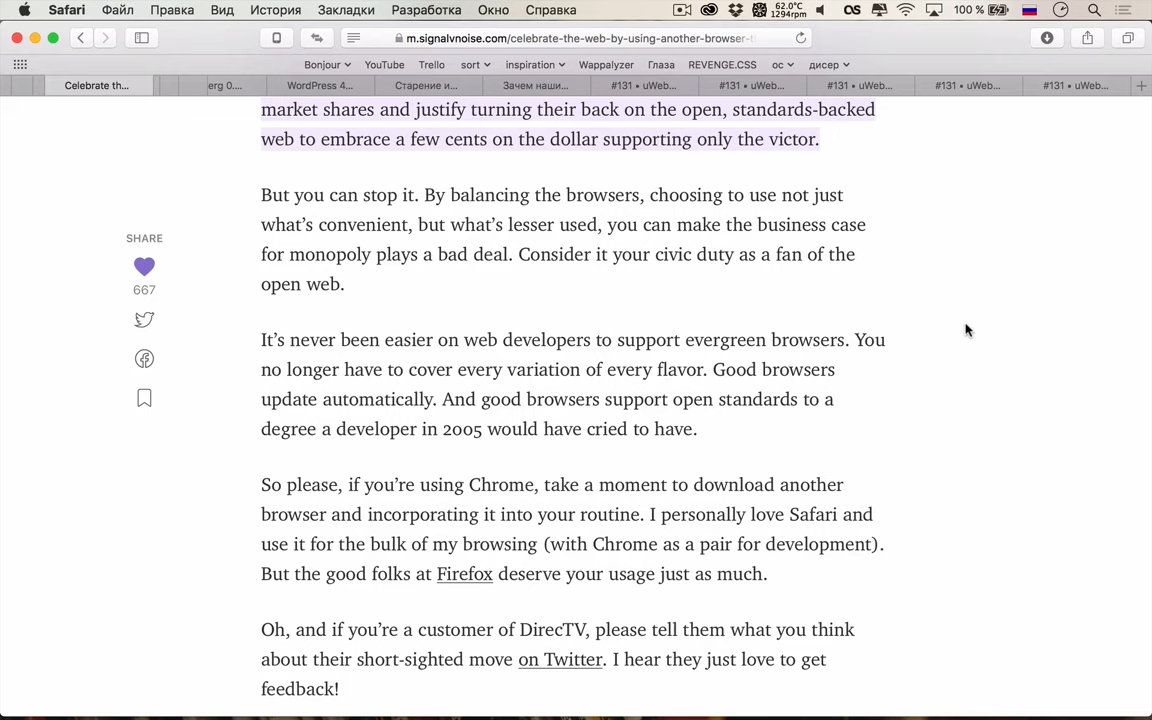 Safari Файл Правка Вид История Закладки Разработка Окно Справка 62.0°C 1294rpm 100 %
m.signalvnoise.com/celebrate-the-web-by-using-another-browser-
Bonjour YouTube Trello sort inspiration Wappalyzer Глаза REVENGE.CSS ос дисер
Celebrate th... erg 0.... WordPress 4... Старение и... Зачем наши... #131 • uWeb... #131 • uWeb... #131 • uWeb... #131 • uWeb... #131 • uWeb...
market shares and justify turning their back on the open, standards-backed
web to embrace a few cents on the dollar supporting only the victor.
But you can stop it. By balancing the browsers, choosing to use not just
what’s convenient, but what’s lesser used, you can make the business case
for monopoly plays a bad deal. Consider it your civic duty as a fan of the
open web.
SHARE
667
It’s never been easier on web developers to support evergreen browsers. You
no longer have to cover every variation of every flavor. Good browsers
update automatically. And good browsers support open standards to a
degree a developer in 2005 would have cried to have.
So please, if you’re using Chrome, take a moment to download another
browser and incorporating it into your routine. I personally love Safari and
use it for the bulk of my browsing (with Chrome as a pair for development).
But the good folks at Firefox deserve your usage just as much.
Oh, and if you’re a customer of DirecTV, please tell them what you think
about their short-sighted move on Twitter. I hear they just love to get
feedback!